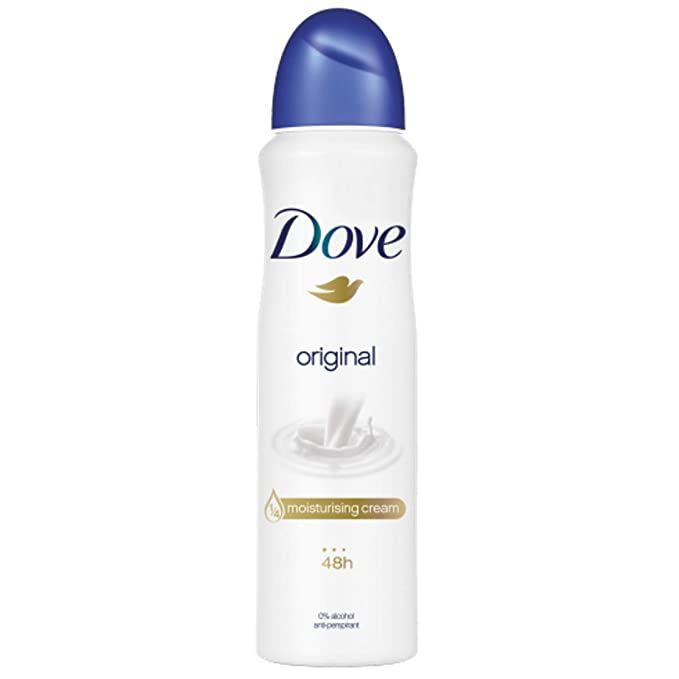 Dove
original
1/4 moisturising cream
48h
0% alcohol
anti-perspirant